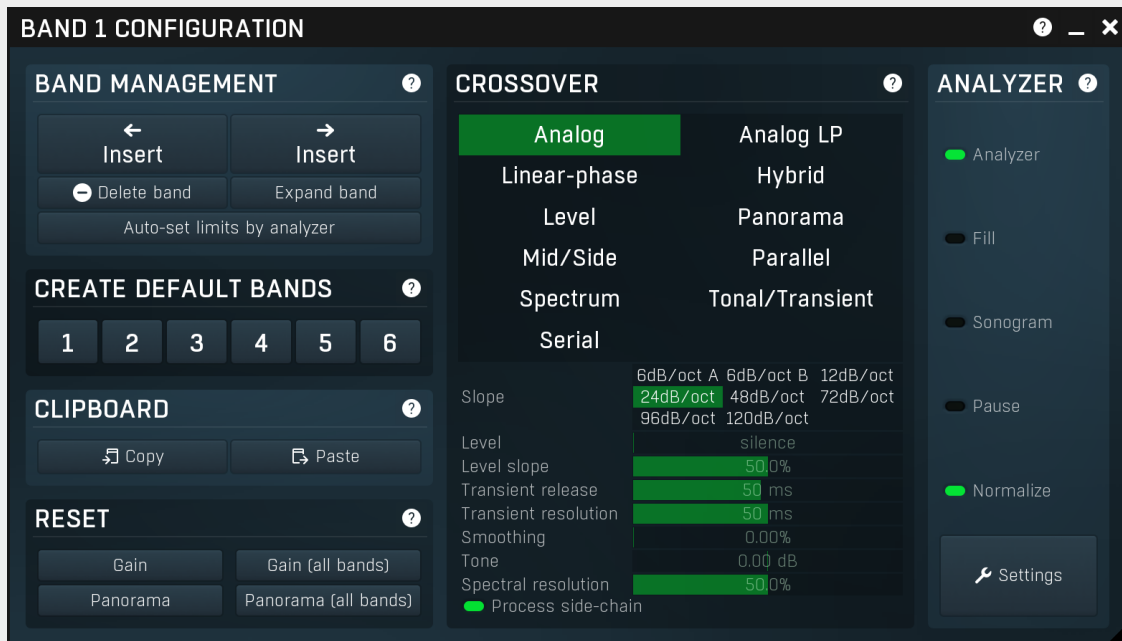 BAND 1 CONFIGURATION
?
BAND MANAGEMENT ?
Insert Insert
Delete band Expand band
Auto-set limits by analyzer
CREATE DEFAULT BANDS ?
1 2 3 4 5 6
CLIPBOARD ?
Copy Paste
RESET ?
Gain Gain (all bands)
Panorama Panorama (all bands)
CROSSOVER ?
Analog Analog LP
Linear-phase Hybrid
Level Panorama
Mid/Side Parallel
Spectrum Tonal/Transient
Serial
Slope
6dB/oct A 6dB/oct B 12dB/oct
24dB/oct 48dB/oct 72dB/oct
96dB/oct 120dB/oct
Level silence
Level slope 50.0%
Transient release 50 ms
Transient resolution 50 ms
Smoothing 0.00%
Tone 0.00 dB
Spectral resolution 50.0%
Process side-chain
ANALYZER ?
Analyzer
Fill
Sonogram
Pause
Normalize
Settings